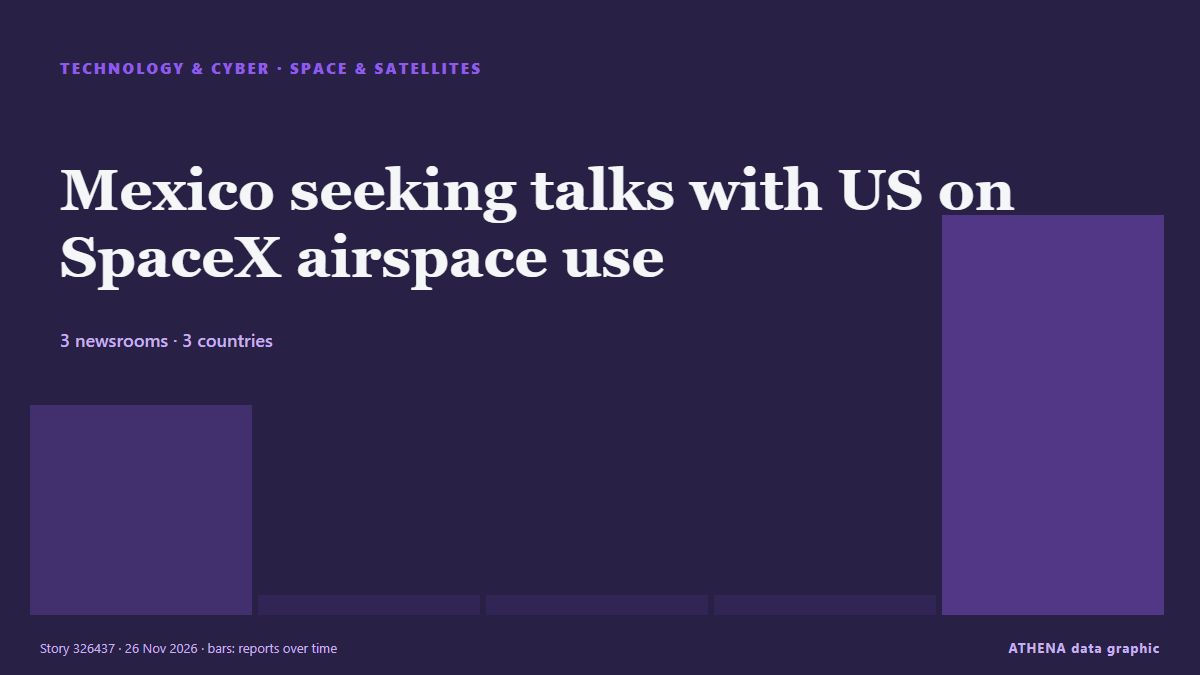 TECHNOLOGY & CYBER · SPACE & SATELLITES
Mexico seeking talks with US on
SpaceX airspace use
3 newsrooms · 3 countries
Story 326437 · 26 Nov 2026 · bars: reports over time
ATHENA data graphic